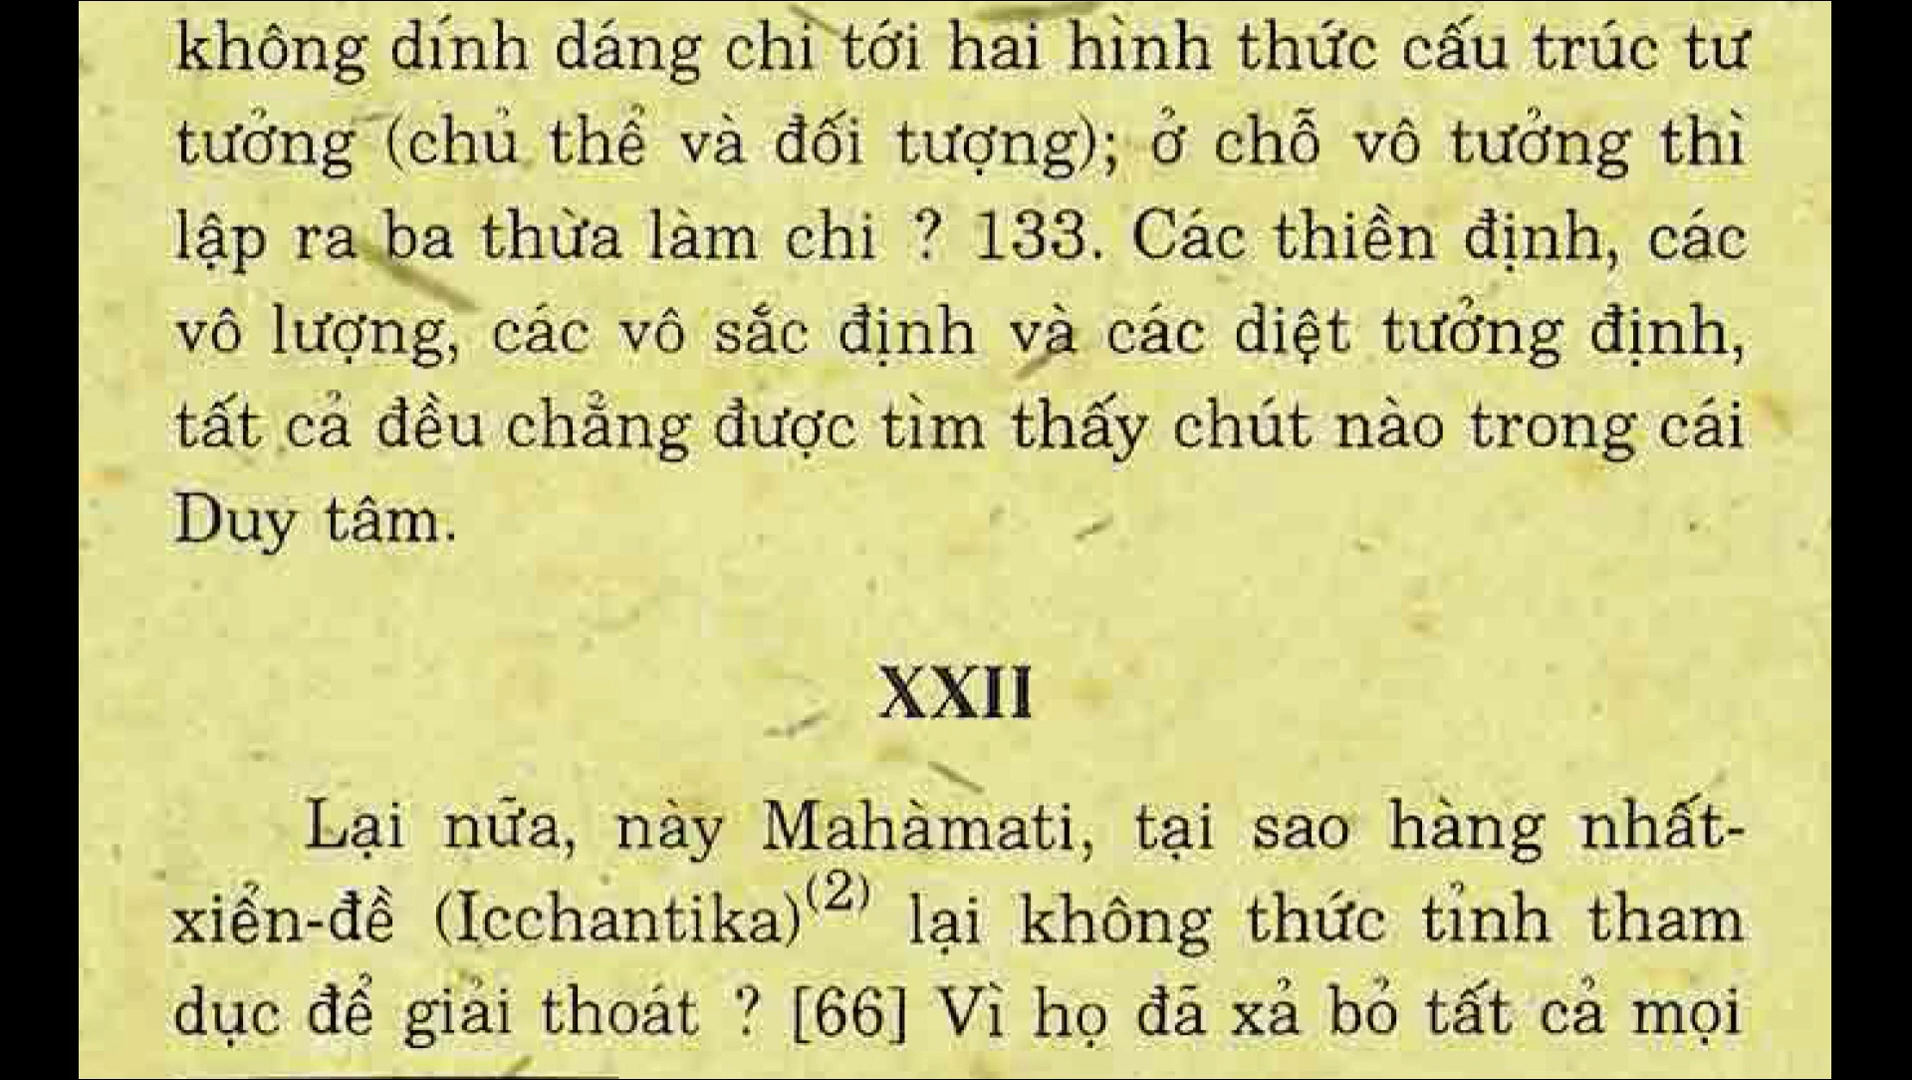 không dính dáng chi tới hai hình thức cấu trúc tư
tưởng (chủ thể và đối tượng); ở chỗ vô tưởng thì
lập ra ba thừa làm chi ? 133. Các thiền định, các
vô lượng, các vô sắc định và các diệt tưởng định,
tất cả đều chẳng được tìm thấy chút nào trong cái
Duy tâm.
XXII
Lại nữa, này Mahàmati, tại sao hàng nhất-
xiển-đề (Icchantika)(2) lại không thức tỉnh tham
dục để giải thoát ? [66] Vì họ đã xả bỏ tất cả mọi